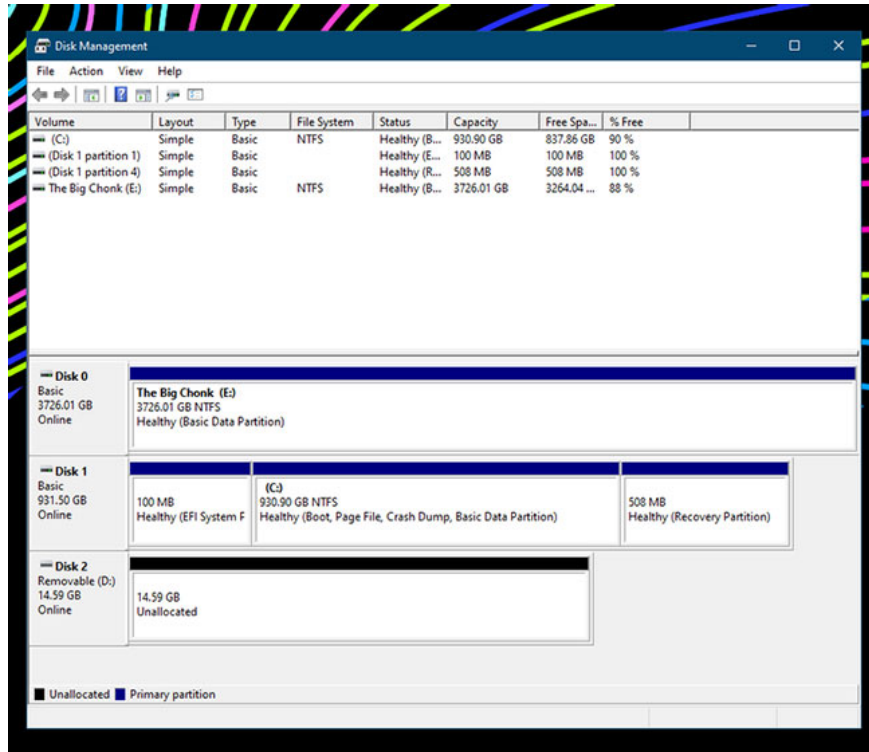 Disk Management
File Action View Help
Volume Layout Type File System Status Capacity Free Spa... % Free
(C:) Simple Basic NTFS Healthy (B... 930.90 GB 837.86 GB 90 %
(Disk 1 partition 1) Simple Basic Healthy (E... 100 MB 100 MB 100 %
(Disk 1 partition 4) Simple Basic Healthy (R... 508 MB 508 MB 100 %
The Big Chonk (E:) Simple Basic NTFS Healthy (B... 3726.01 GB 3264.04 ... 88 %
Disk 0
Basic
3726.01 GB
Online
The Big Chonk (E:)
3726.01 GB NTFS
Healthy (Basic Data Partition)
Disk 1
Basic
931.50 GB
Online
100 MB
Healthy (EFI System P
(C:)
930.90 GB NTFS
Healthy (Boot, Page File, Crash Dump, Basic Data Partition)
508 MB
Healthy (Recovery Partition)
Disk 2
Removable (D:)
14.59 GB
Online
14.59 GB
Unallocated
Unallocated Primary partition